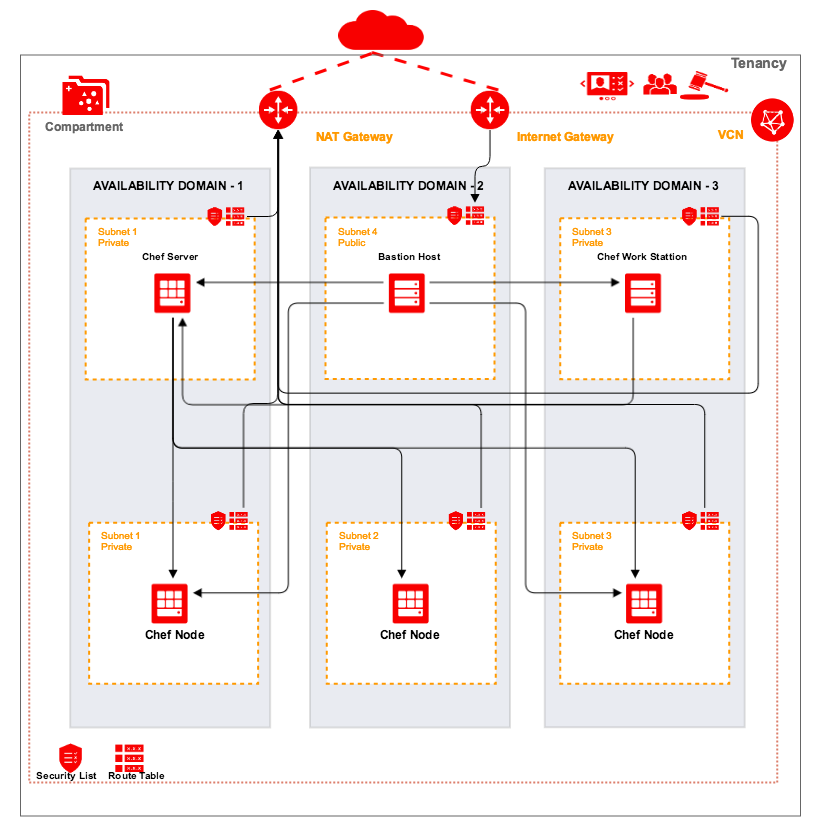 Tenancy
Compartment
NAT Gateway
Internet Gateway
VCN
AVAILABILITY DOMAIN - 1
AVAILABILITY DOMAIN - 2
AVAILABILITY DOMAIN - 3
Subnet 1
Private
Chef Server
Subnet 4
Public
Bastion Host
Subnet 3
Private
Chef Work Stattion
Subnet 1
Private
Chef Node
Subnet 2
Private
Chef Node
Subnet 3
Private
Chef Node
Security List
Route Table